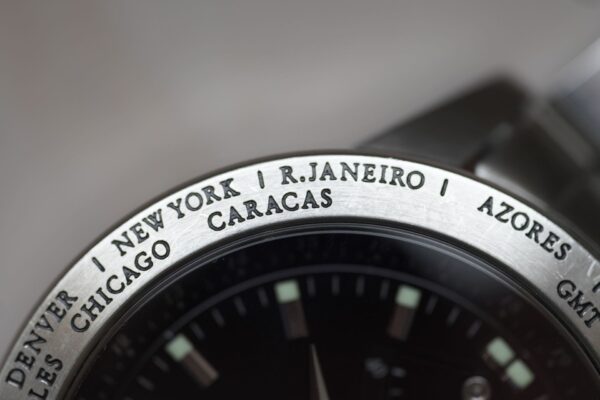 DENVER I NEW YORK I R.JANEIRO I AZORES I
LES CHICAGO CARACAS GMT